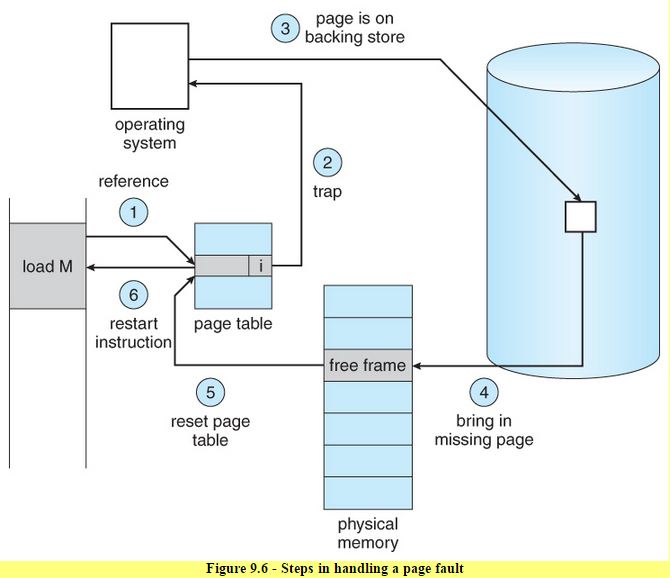 3
page is on
backing store
operating
system
2
trap
reference
1
load M
i
6
restart
instruction
page table
free frame
5
reset page
table
4
bring in
missing page
physical
memory
Figure 9.6 - Steps in handling a page fault